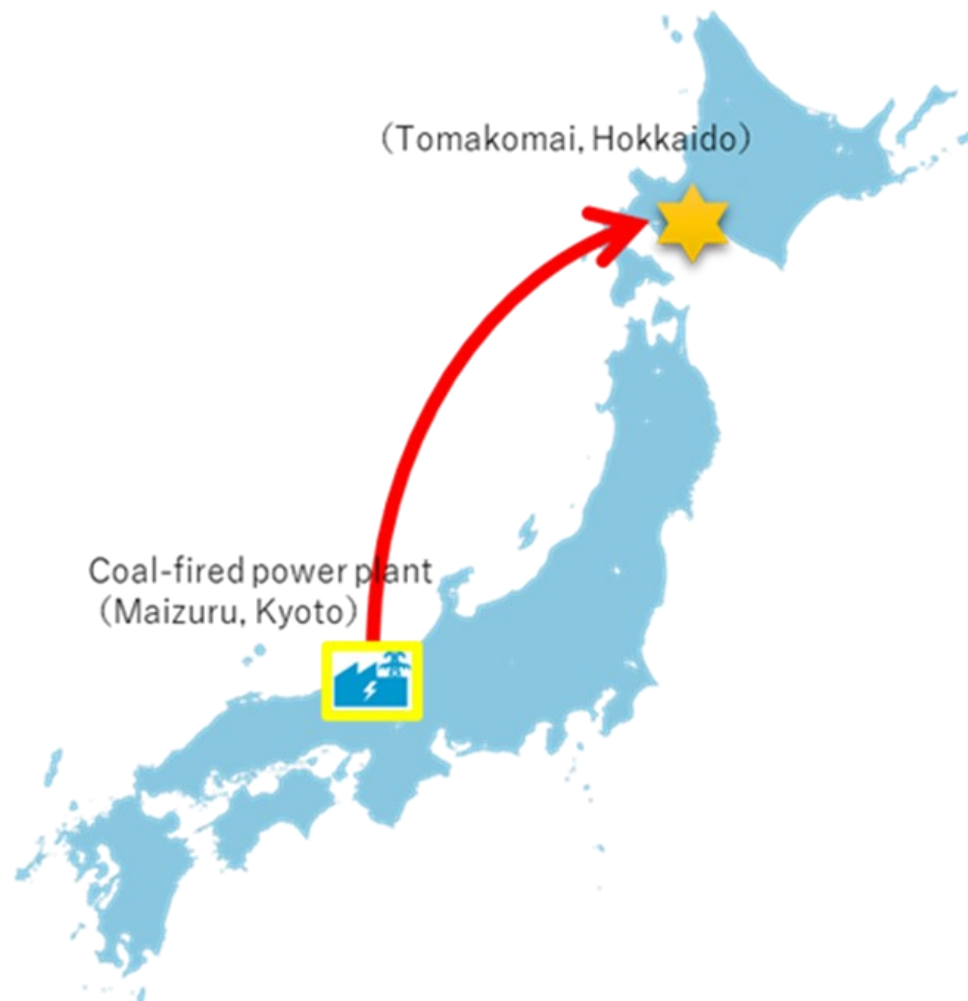 （Tomakomai, Hokkaido）
Coal-fired power plant
（Maizuru, Kyoto）